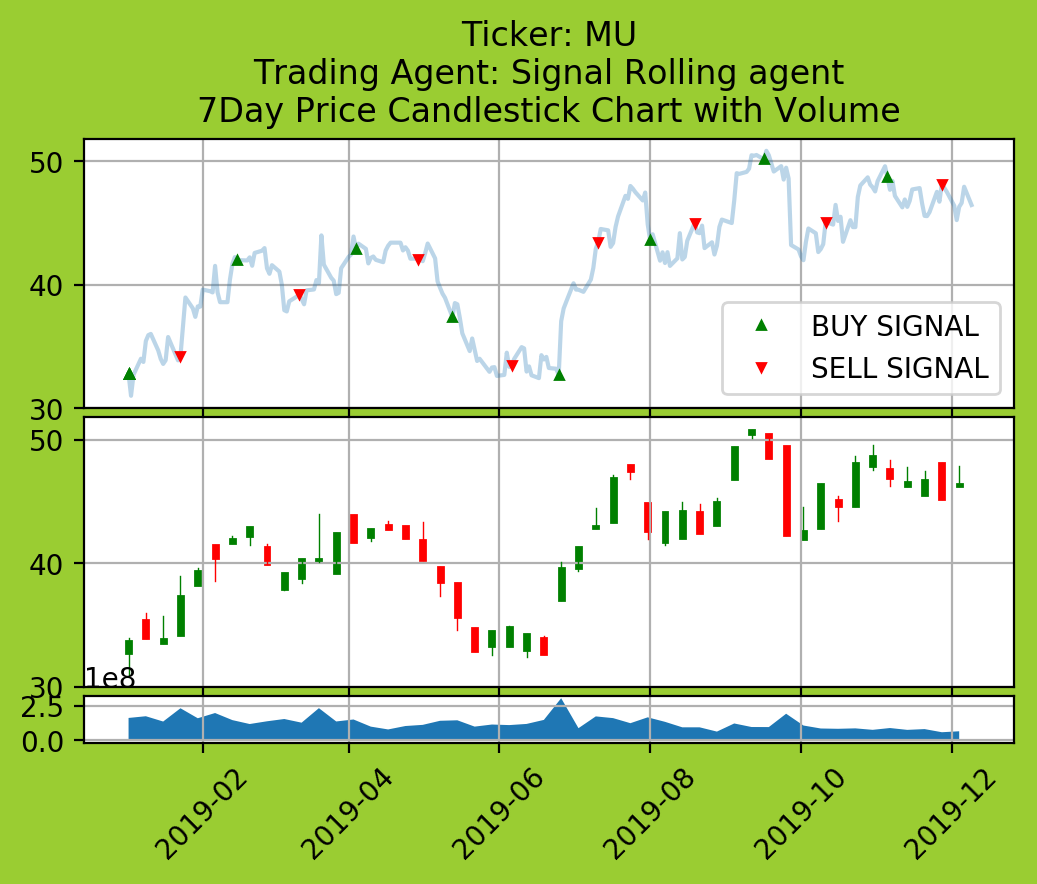 Ticker: MU
Trading Agent: Signal Rolling agent
7Day Price Candlestick Chart with Volume
50
40
30
BUY SIGNAL
SELL SIGNAL
50
40
30
1e8
2.5
0.0
2019-02
2019-04
2019-06
2019-08
2019-10
2019-12